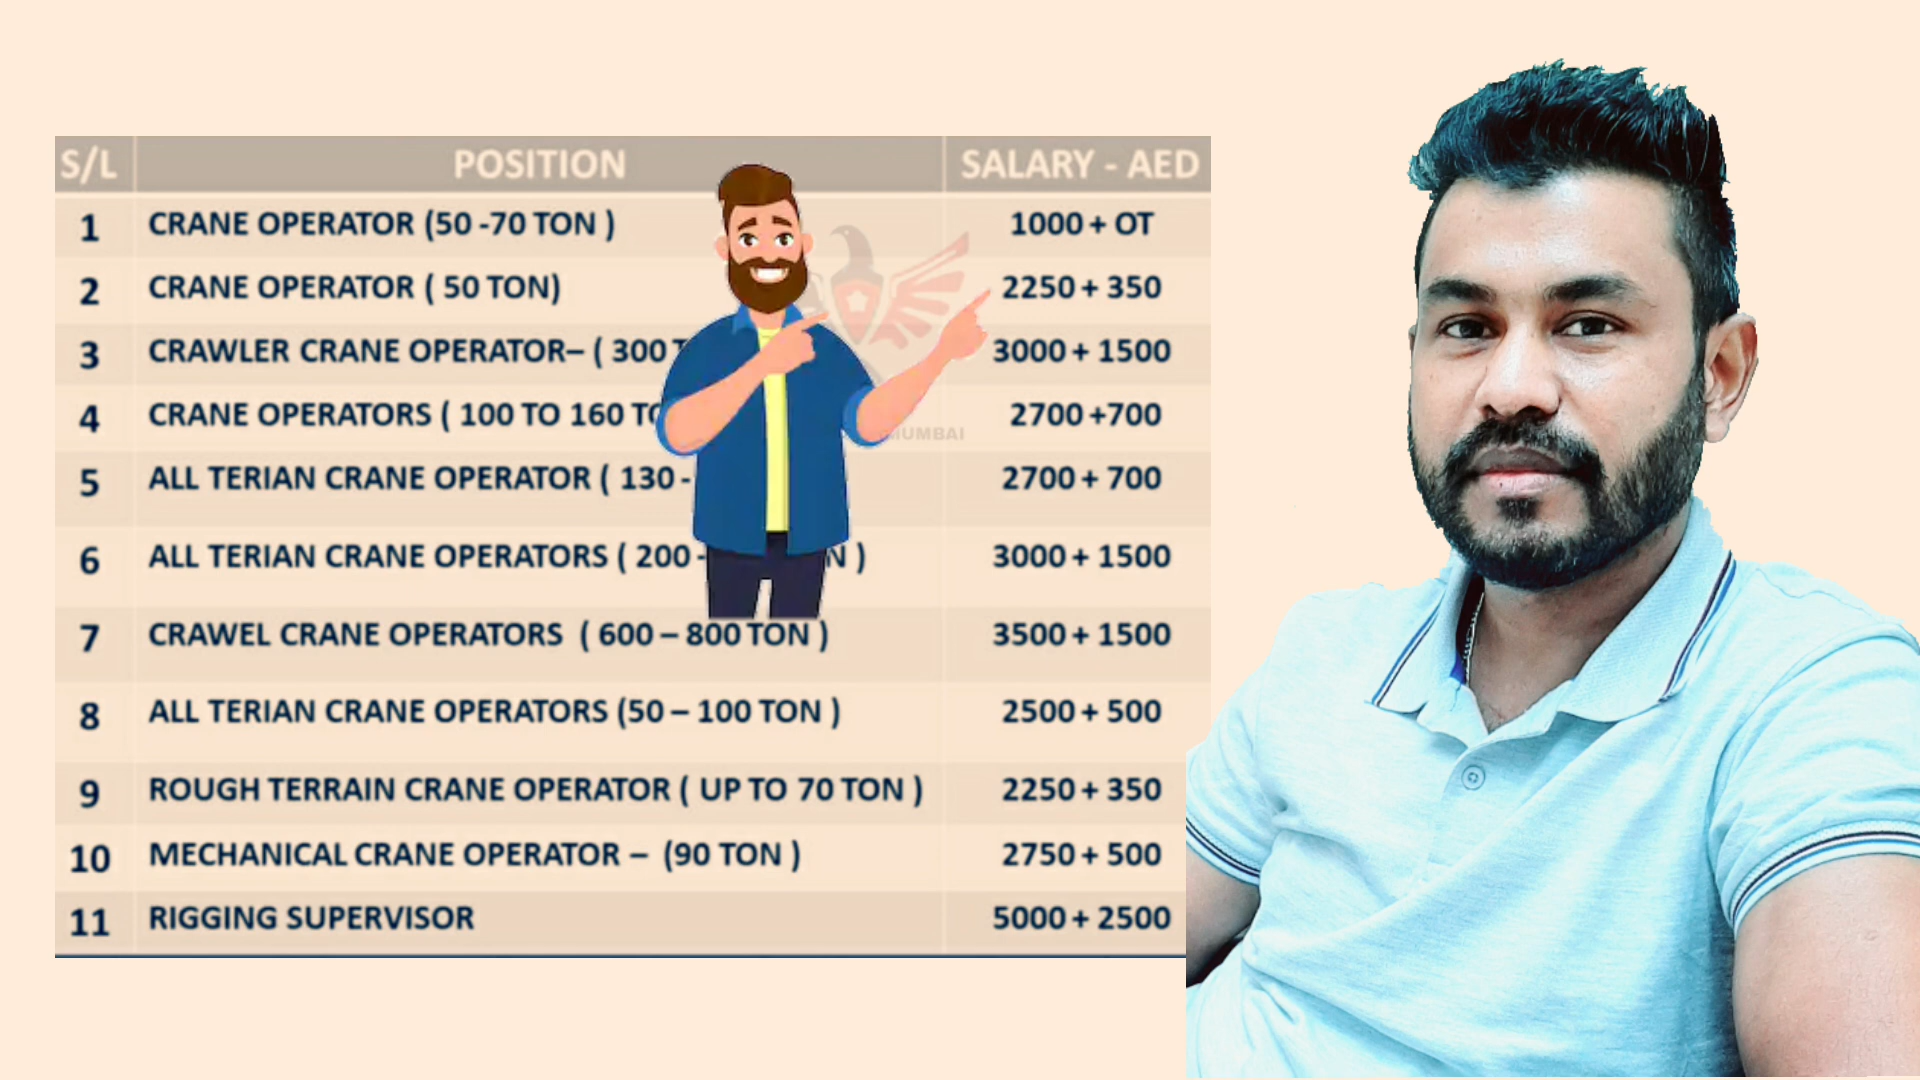 S/L POSITION SALARY - AED
1 CRANE OPERATOR (50 -70 TON ) 1000 + OT
2 CRANE OPERATOR ( 50 TON) 2250 + 350
3 CRAWLER CRANE OPERATOR– ( 300 3000 + 1500
4 CRANE OPERATORS ( 100 TO 160 2700 +700
MUMBAI
5 ALL TERIAN CRANE OPERATOR ( 130 - 2700 + 700
6 ALL TERIAN CRANE OPERATORS ( 200 - ) 3000 + 1500
7 CRAWEL CRANE OPERATORS ( 600 – 800 TON ) 3500 + 1500
8 ALL TERIAN CRANE OPERATORS (50 – 100 TON ) 2500 + 500
9 ROUGH TERRAIN CRANE OPERATOR ( UP TO 70 TON ) 2250 + 350
10 MECHANICAL CRANE OPERATOR – (90 TON ) 2750 + 500
11 RIGGING SUPERVISOR 5000 + 2500